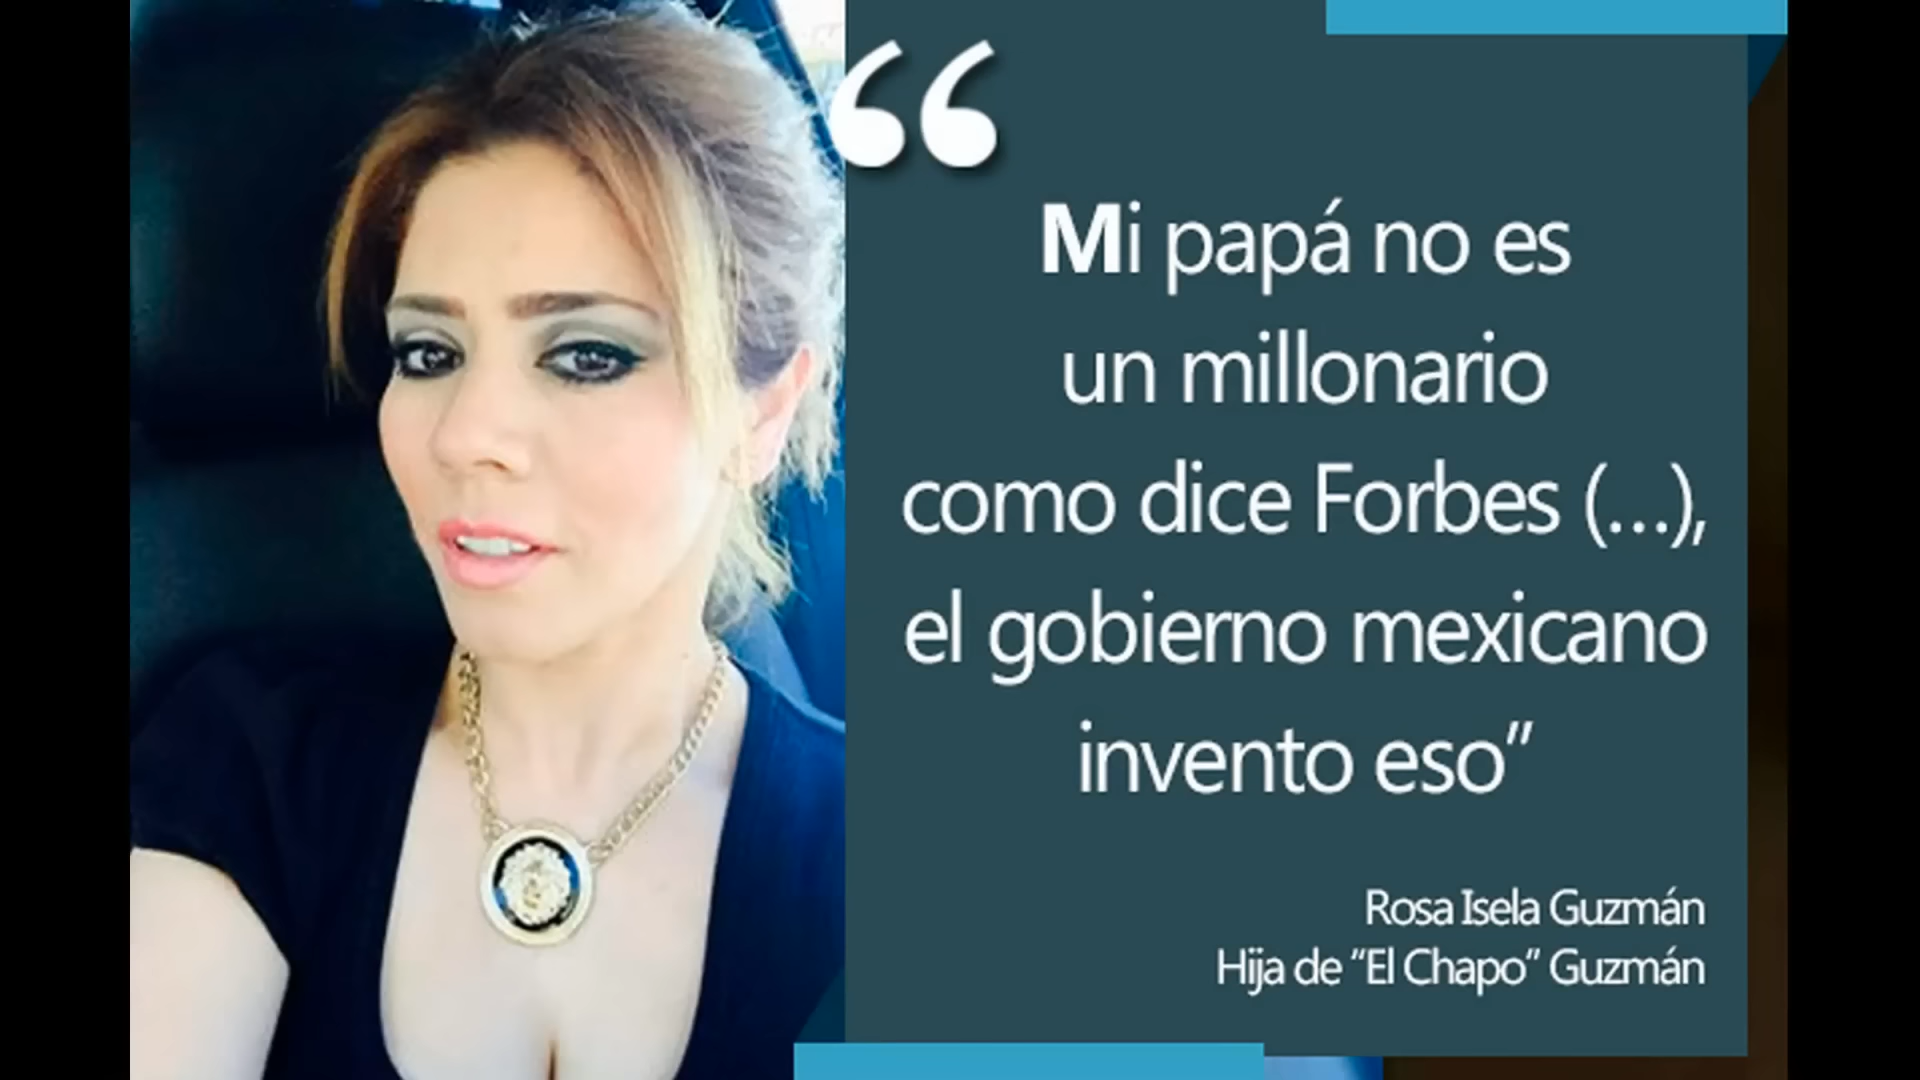 “
Mi papá no es
un millonario
como dice Forbes (...),
el gobierno mexicano
invento eso”
Rosa Isela Guzmán
Hija de “El Chapo” Guzmán